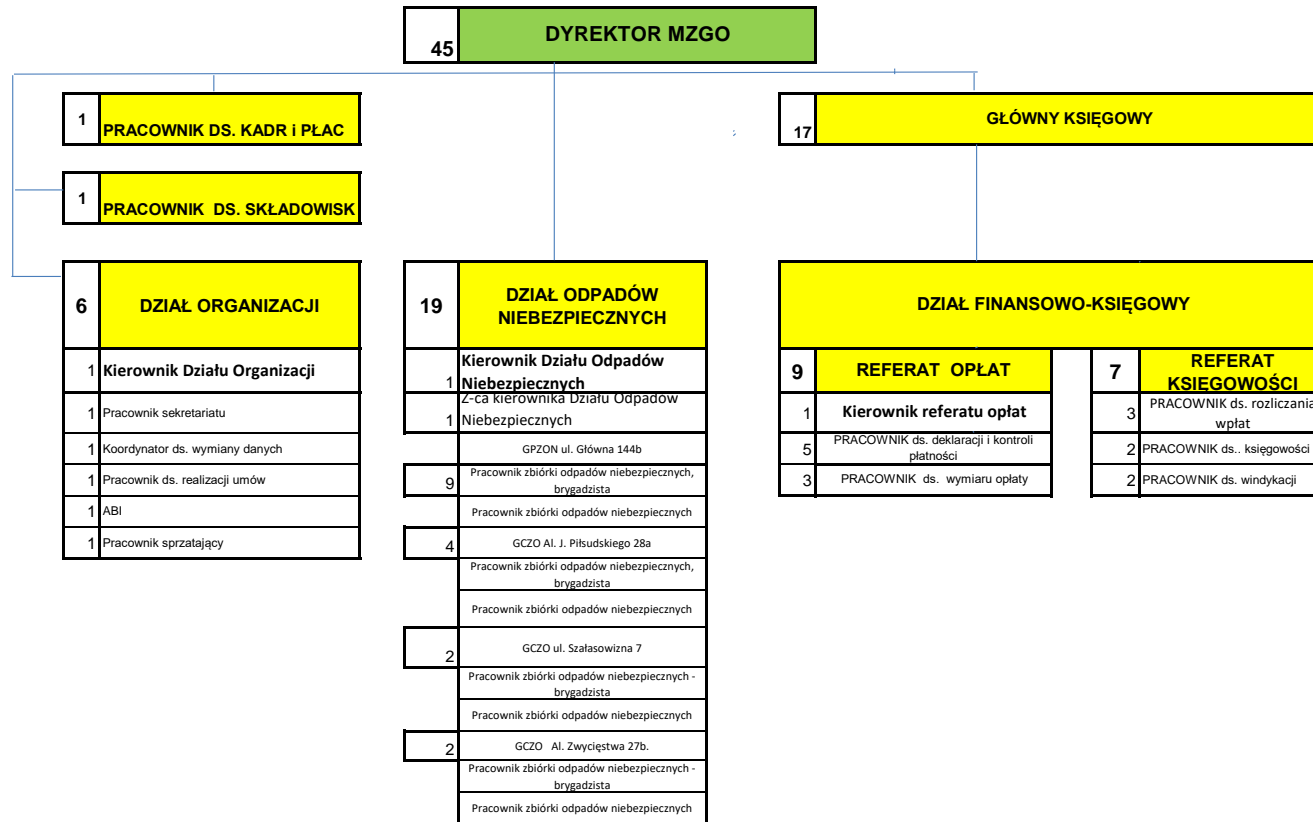 45 DYREKTOR MZGO
1 PRACOWNIK DS. KADR i PŁAC
17 GŁÓWNY KSIĘGOWY
1 PRACOWNIK DS. SKŁADOWISK
6 DZIAŁ ORGANIZACJI
1 Kierownik Działu Organizacji
1 Pracownik sekretariatu
1 Koordynator ds. wymiany danych
1 Pracownik ds. realizacji umów
1 ABI
1 Pracownik sprzatający
19 DZIAŁ ODPADÓW
NIEBEZPIECZNYCH
Kierownik Działu Odpadów
1 Niebezpiecznych
Z-ca kierownika Działu Odpadów
1 Niebezpiecznych
GPZON ul. Główna 144b
9 Pracownik zbiórki odpadów niebezpiecznych,
brygadzista
Pracownik zbiórki odpadów niebezpiecznych
4 GCZO Al. J. Piłsudskiego 28a
Pracownik zbiórki odpadów niebezpiecznych,
brygadzista
Pracownik zbiórki odpadów niebezpiecznych
2 GCZO ul. Szałasowizna 7
Pracownik zbiórki odpadów niebezpiecznych -
brygadzista
Pracownik zbiórki odpadów niebezpiecznych
2 GCZO Al. Zwycięstwa 27b.
Pracownik zbiórki odpadów niebezpiecznych -
brygadzista
Pracownik zbiórki odpadów niebezpiecznych
DZIAŁ FINANSOWO-KSIĘGOWY
9 REFERAT OPŁAT
1 Kierownik referatu opłat
5 PRACOWNIK ds. deklaracji i kontroli
płatności
3 PRACOWNIK ds. wymiaru opłaty
7 REFERAT
KSIEGOWOŚCI
3 PRACOWNIK ds. rozliczania
wpłat
2 PRACOWNIK ds.. księgowości
2 PRACOWNIK ds. windykacji